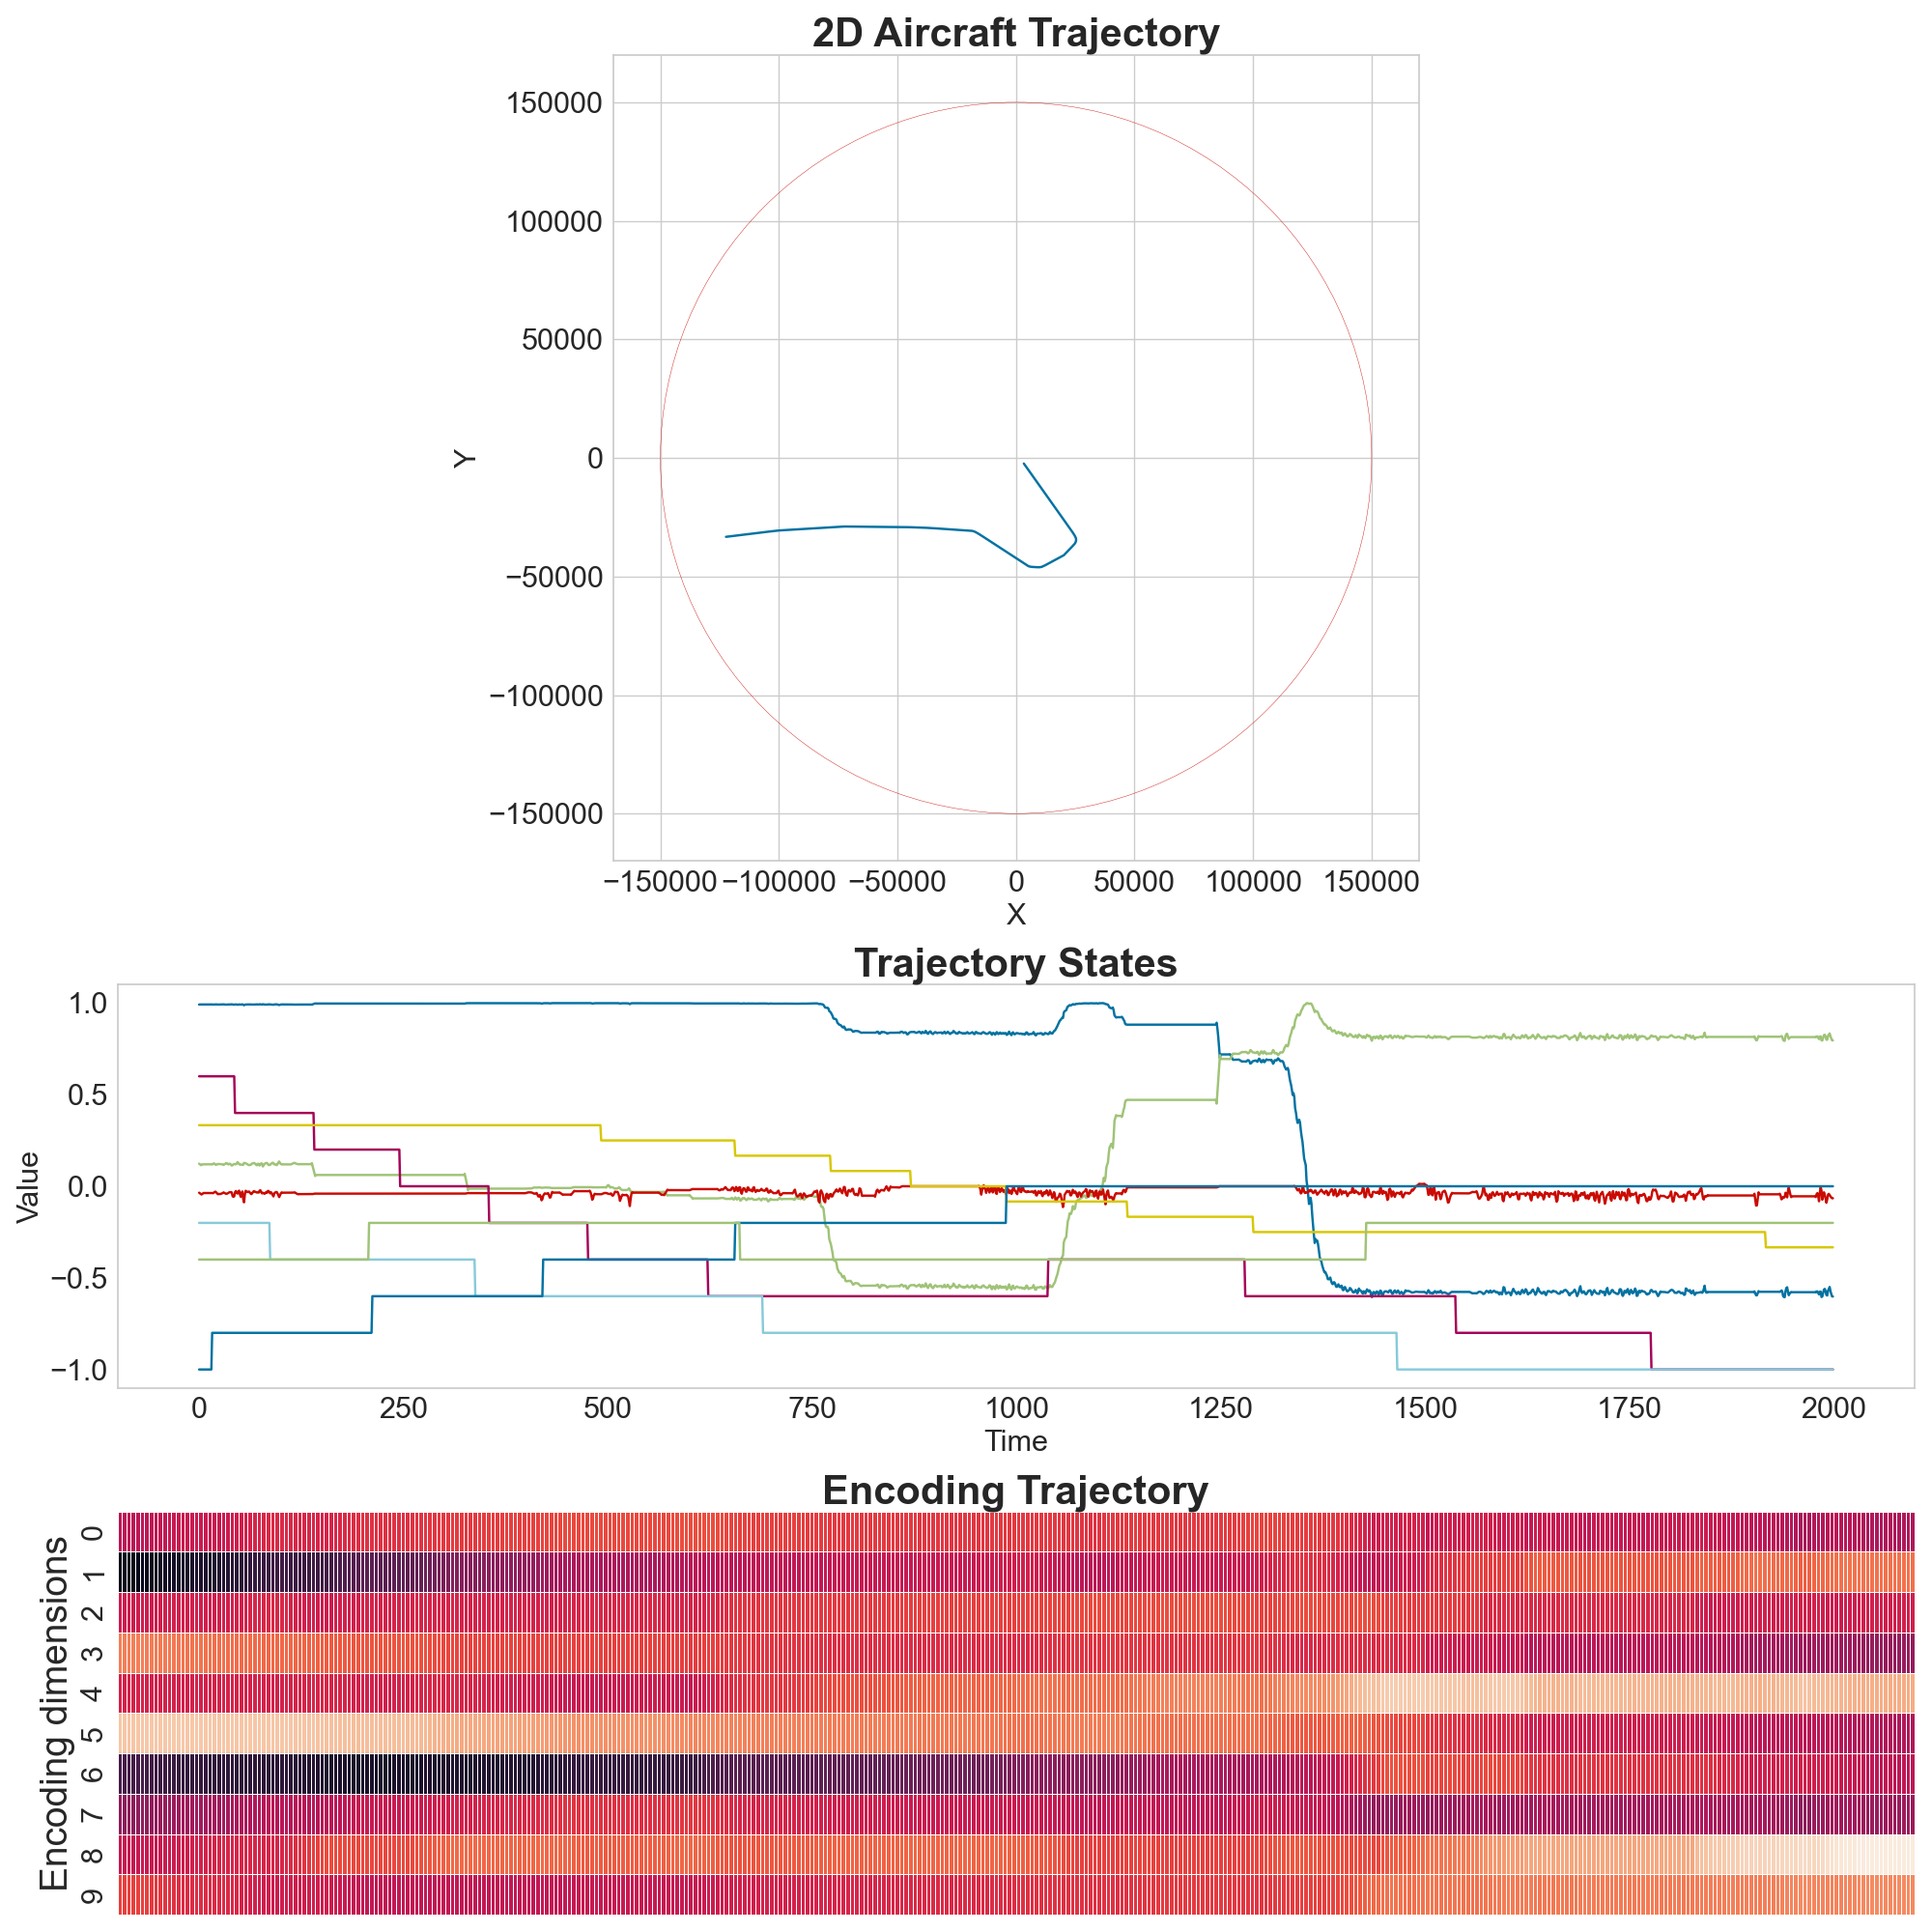 2D Aircraft Trajectory
150000
100000
50000
0
−50000
−100000
−150000
Y
−150000 −100000 −50000 0 50000 100000 150000
X
Trajectory States
1.0
0.5
0.0
−0.5
−1.0
Value
0 250 500 750 1000 1250 1500 1750 2000
Time
Encoding Trajectory
Encoding dimensions
0
1
2
3
4
5
6
7
8
9